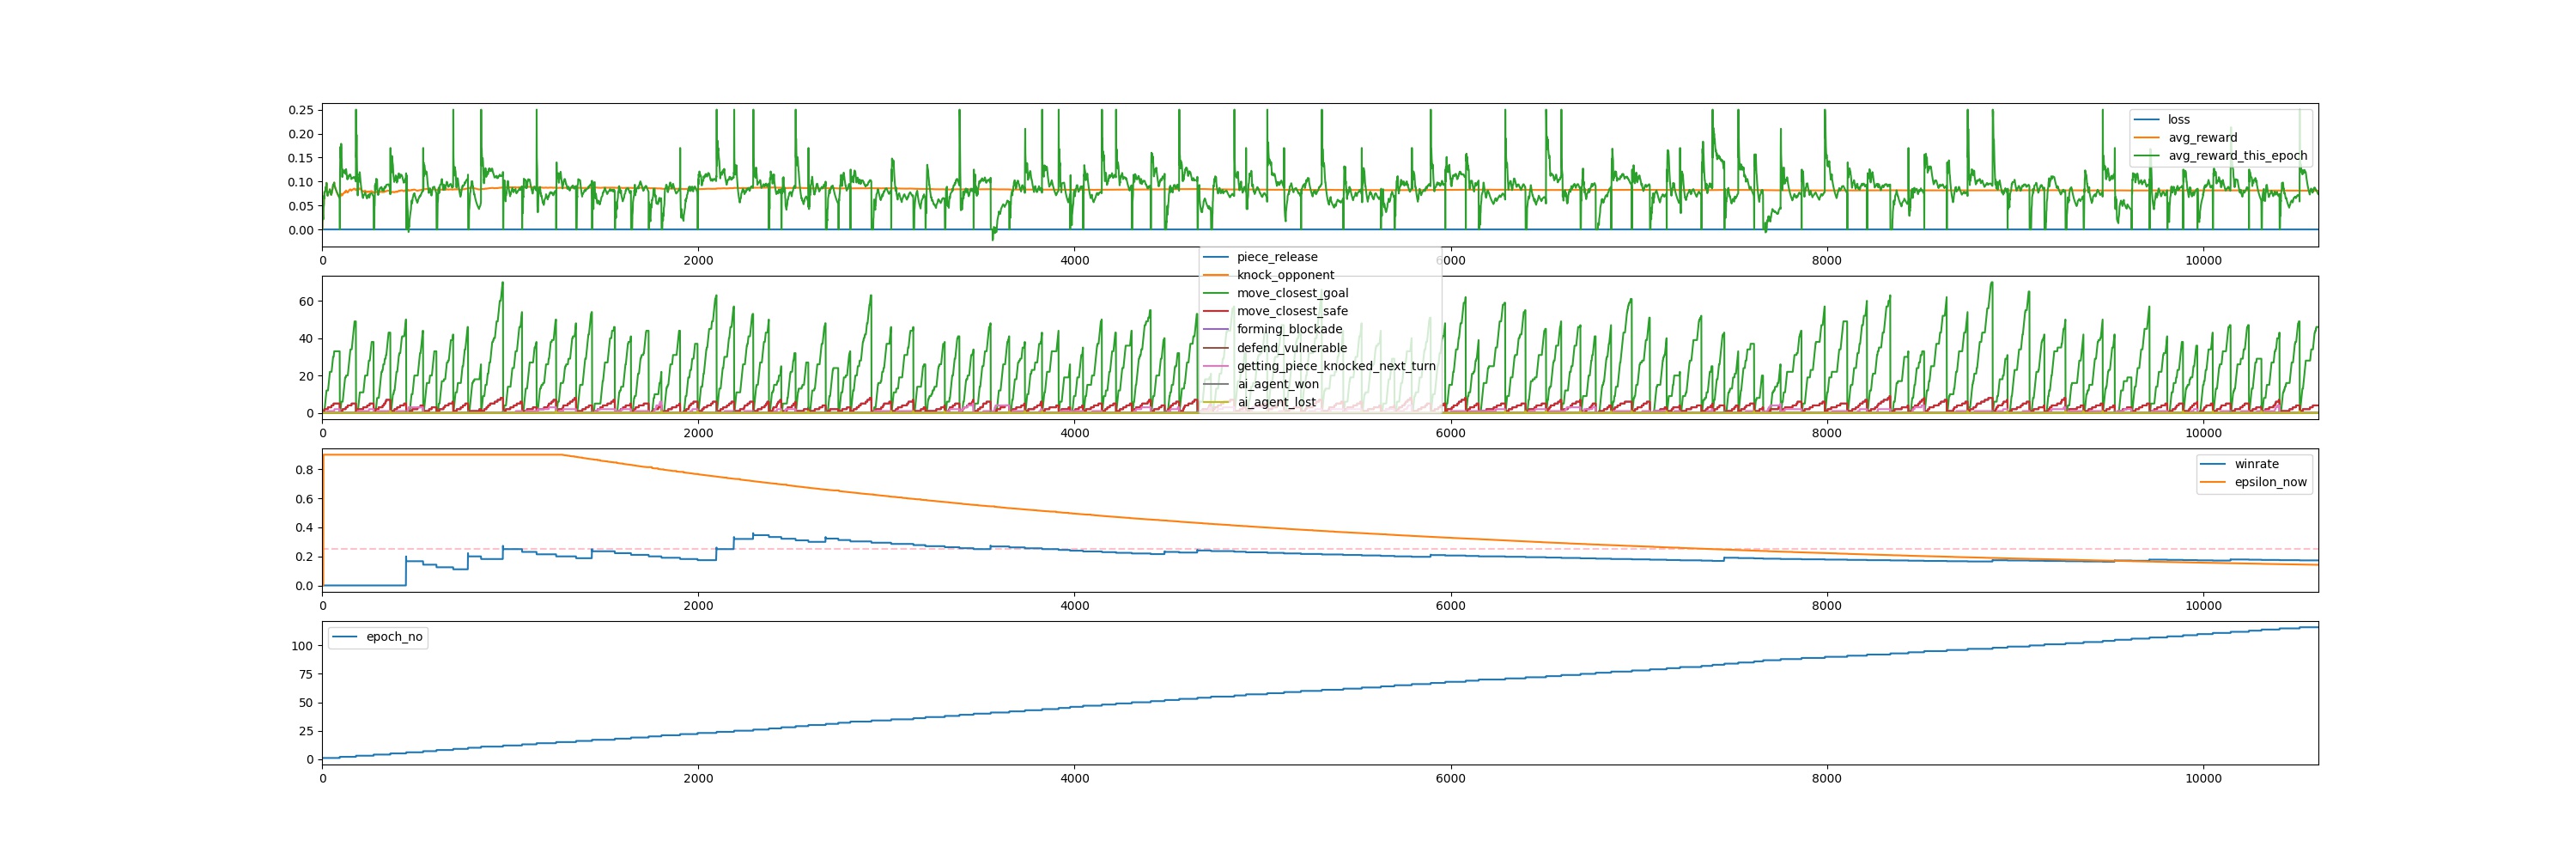 0.25
0.20
0.15
0.10
0.05
0.00
loss
avg_reward
avg_reward_this_epoch
0 2000 4000 6000 8000 10000
piece_release
knock_opponent
move_closest_goal
move_closest_safe
forming_blockade
defend_vulnerable
getting_piece_knocked_next_turn
ai_agent_won
ai_agent_lost
60
40
20
0
0 2000 4000 6000 8000 10000
0.8
0.6
0.4
0.2
0.0
winrate
epsilon_now
0 2000 4000 6000 8000 10000
epoch_no
100
75
50
25
0
0 2000 4000 6000 8000 10000